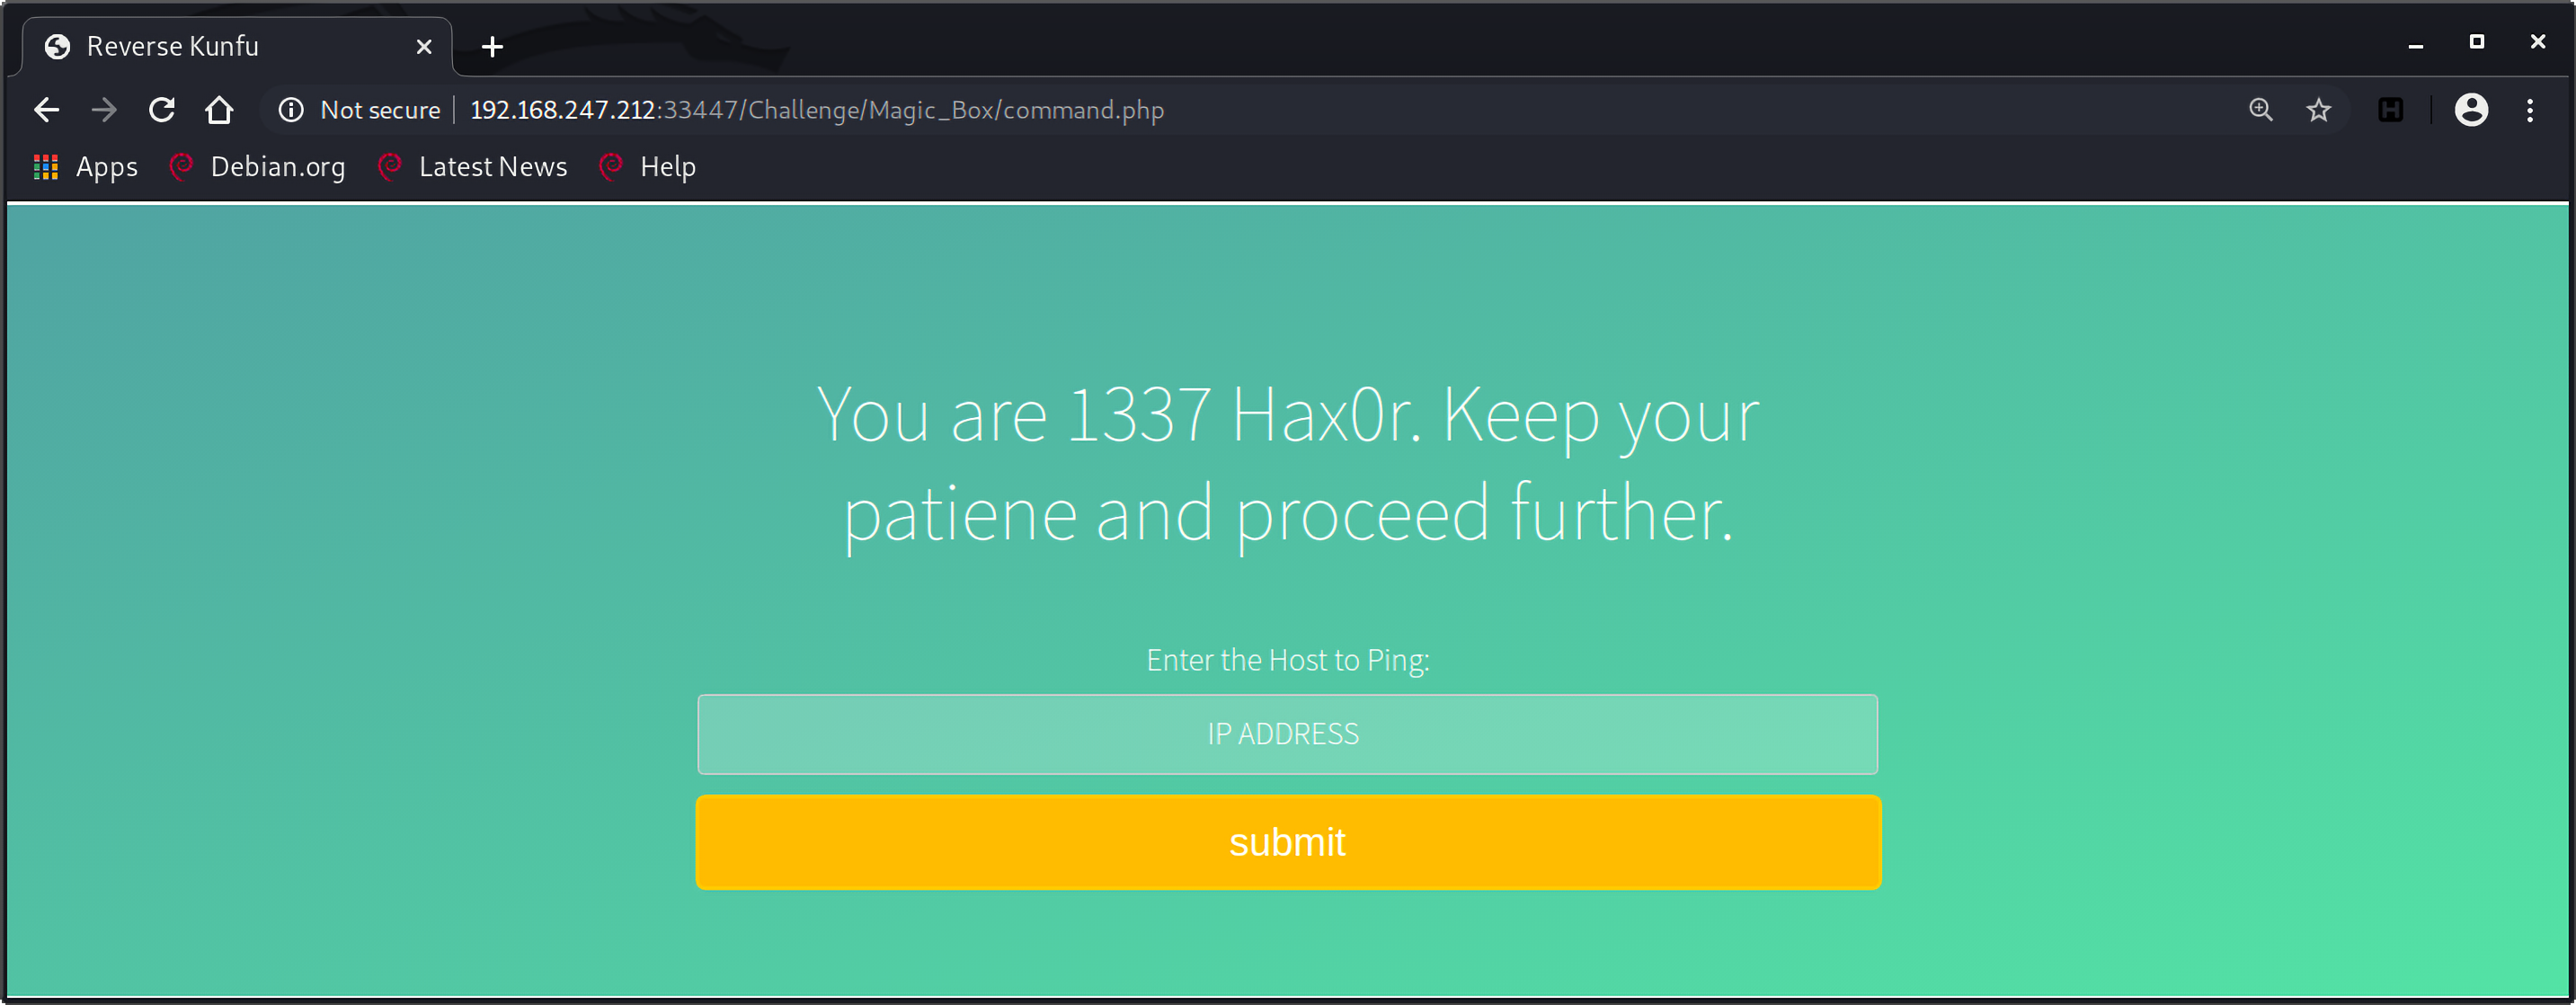 Reverse Kunfu
Not secure 192.168.247.212:33447/Challenge/Magic_Box/command.php
Apps Debian.org Latest News Help
You are 1337 Hax0r. Keep your
patiene and proceed further.
Enter the Host to Ping:
IP ADDRESS
submit